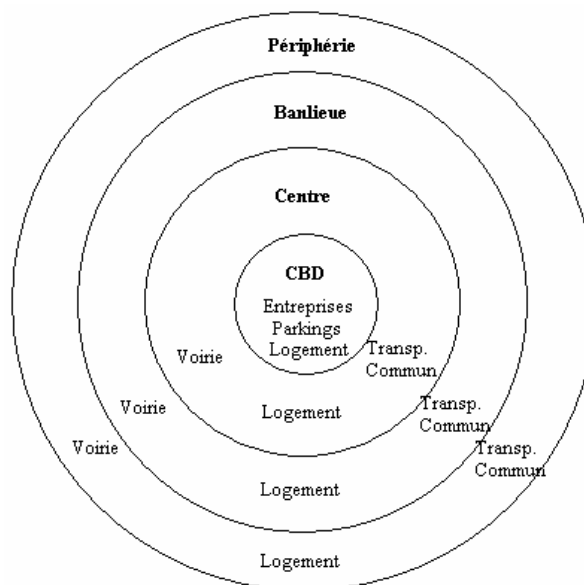 Périphérie
Banlieue
Centre
CBD
Entreprises
Parkings
Logement
Voirie
Transp.
Commun
Logement
Voirie
Transp.
Commun
Logement
Voirie
Transp.
Commun
Logement